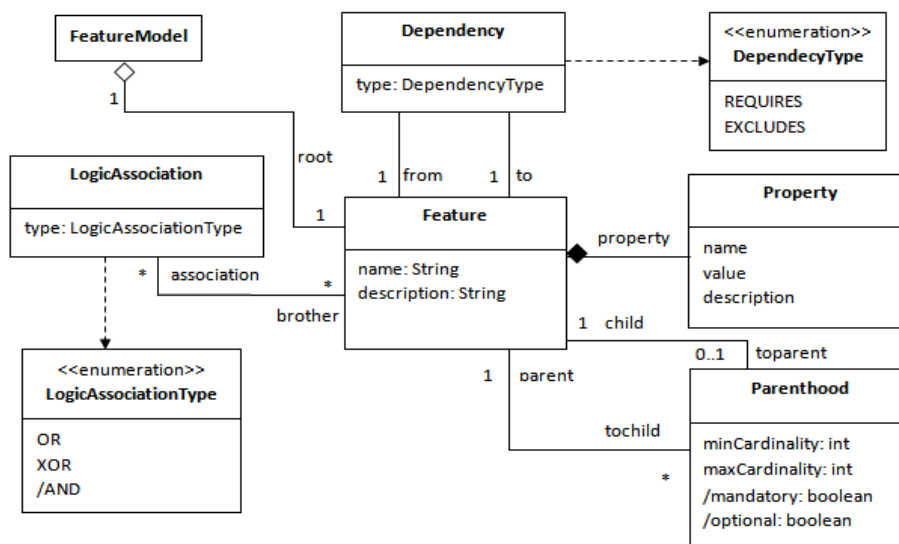 FeatureModel
1
root
1
Dependency
type: DependencyType
<<enumeration>>
DependecyType
REQUIRES
EXCLUDES
1 from
1 to
LogicAssociation
type: LogicAssociationType
* association
*
brother
Feature
name: String
description: String
property
Property
name
value
description
<<enumeration>>
LogicAssociationType
OR
XOR
/AND
1 child
0..1 toparent
1 parent
tochild
*
Parenthood
minCardinality: int
maxCardinality: int
/mandatory: boolean
/optional: boolean